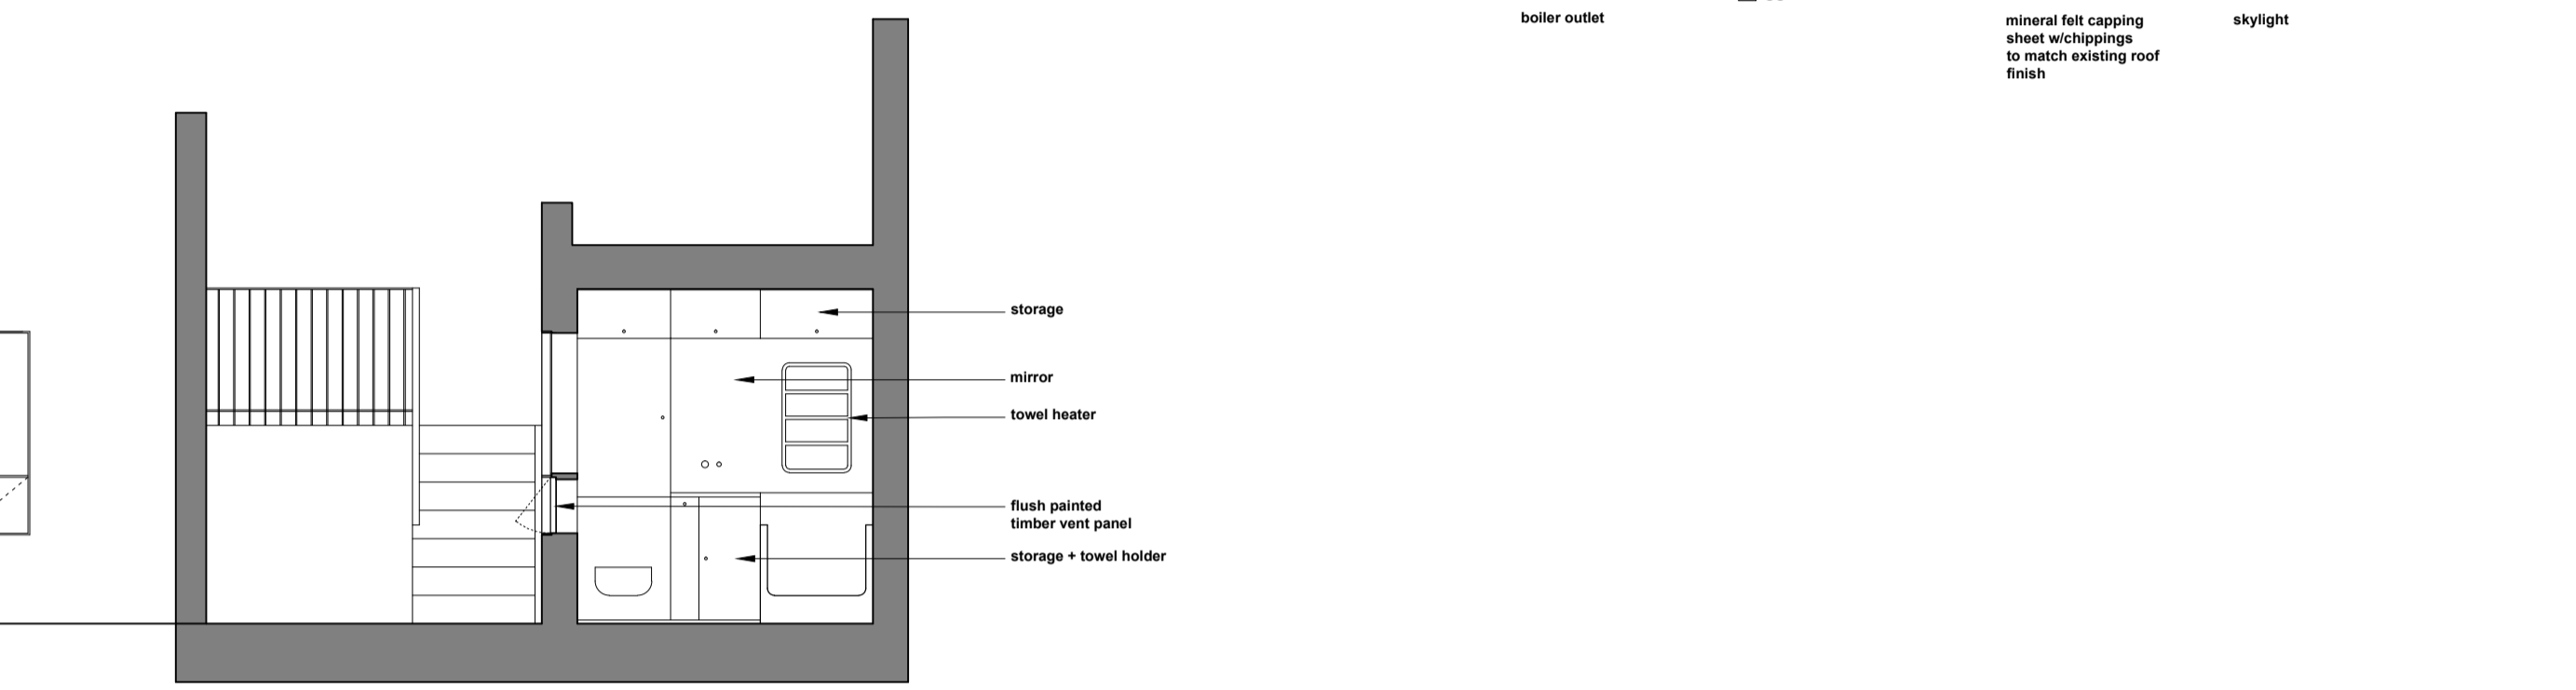 boiler outlet
mineral felt capping
sheet w/chippings
to match existing roof
finish
skylight
storage
mirror
towel heater
flush painted
timber vent panel
storage + towel holder